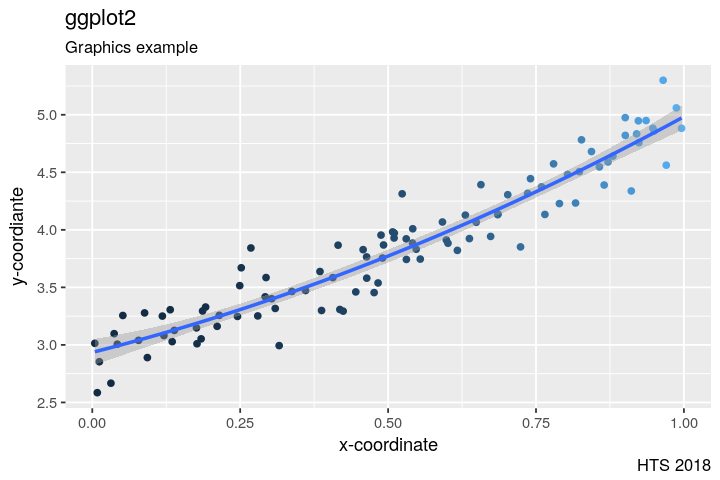 ggplot2
Graphics example
y-coordiante
5.0
4.5
4.0
3.5
3.0
2.5
0.00 0.25 0.50 0.75 1.00
x-coordinate
HTS 2018